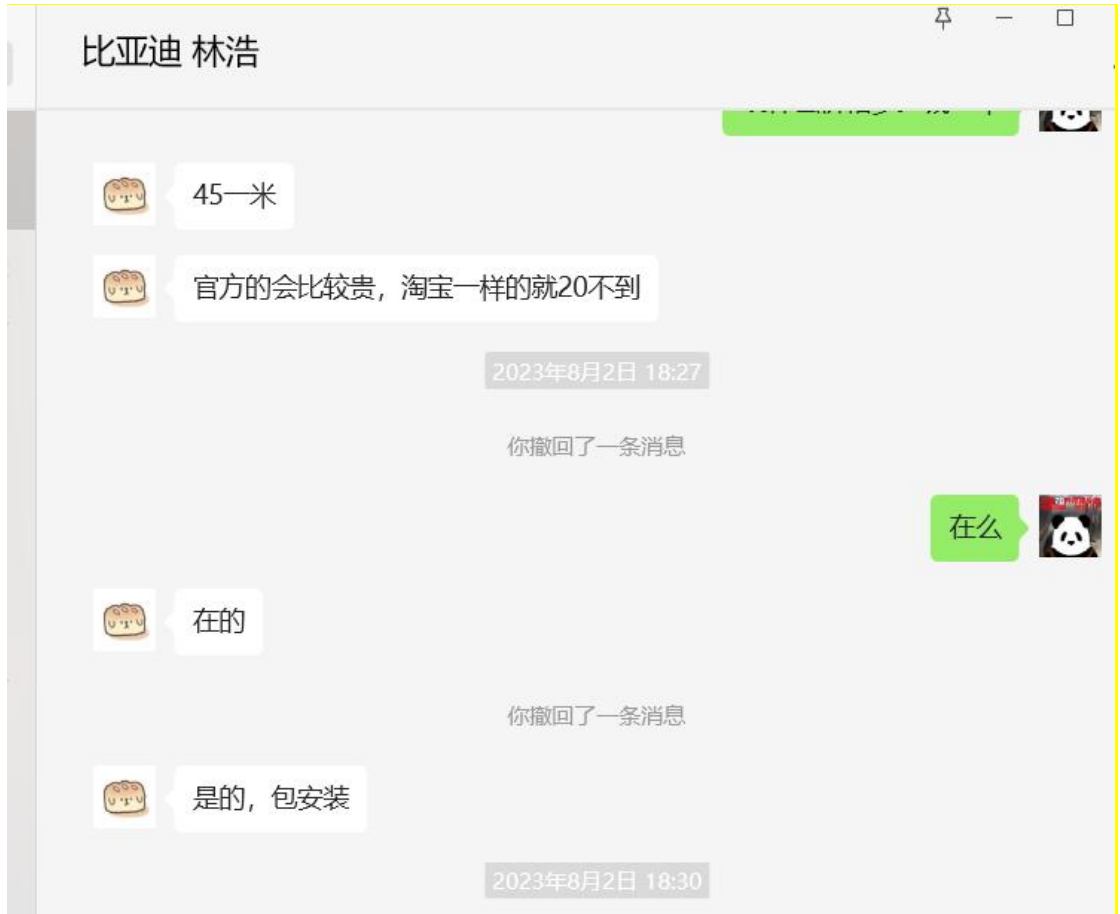 比亚迪 林浩
45一米
官方的会比较贵，淘宝一样的就20不到
2023年8月2日 18:27
你撤回了一条消息
在么
在的
你撤回了一条消息
是的，包安装
2023年8月2日 18:30